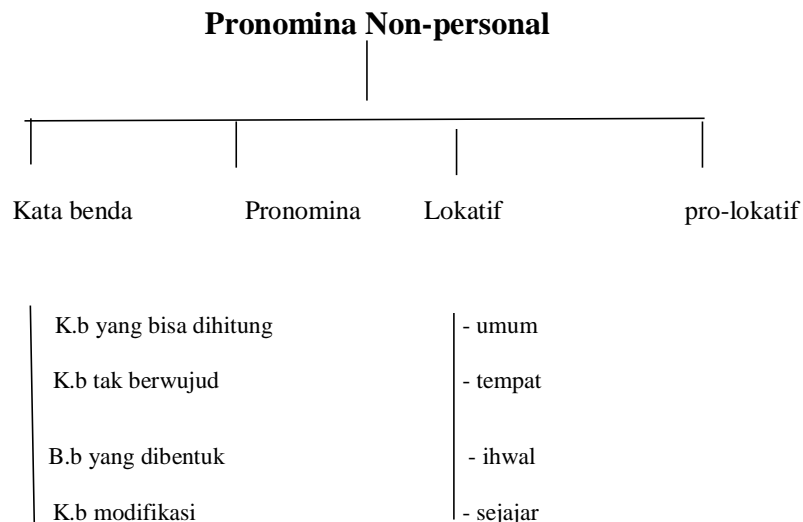 Pronomina Non-personal
Kata benda Pronomina Lokatif pro-lokatif
K.b yang bisa dihitung - umum
K.b tak berwujud - tempat
B.b yang dibentuk - ihwal
K.b modifikasi - sejajar